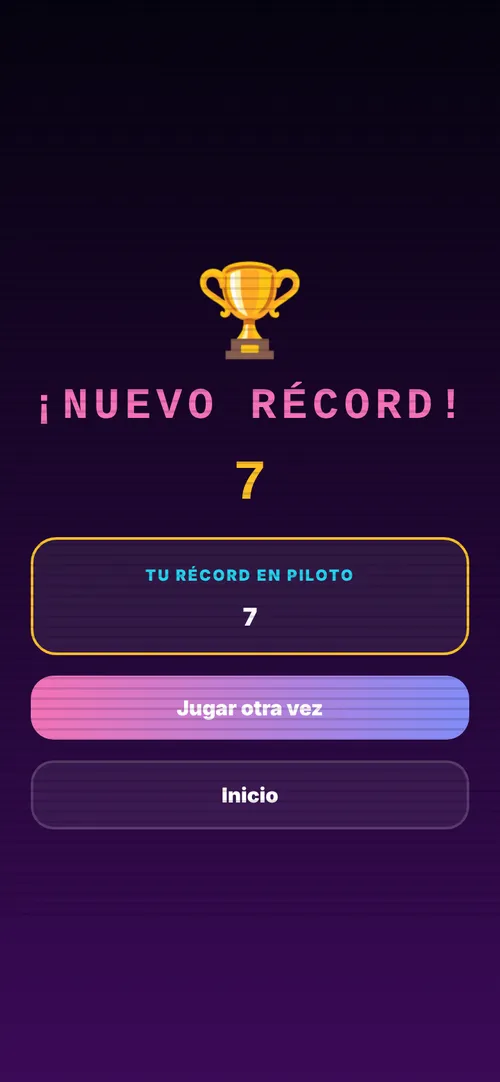 ¡NUEVO RÉCORD!
7
TU RÉCORD EN PILOTO
7
Jugar otra vez
Inicio